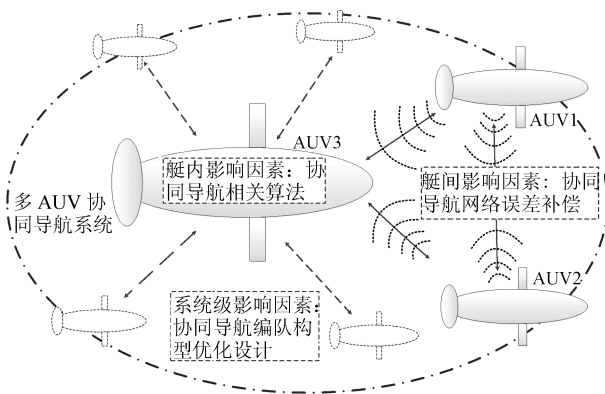 AUV1
AUV3
艇内影响因素：协
同导航相关算法
艇间影响因素：协同
导航网络误差补偿
多 AUV 协
同导航系统
AUV2
系统级影响因素：
协同导航编队构
型优化设计